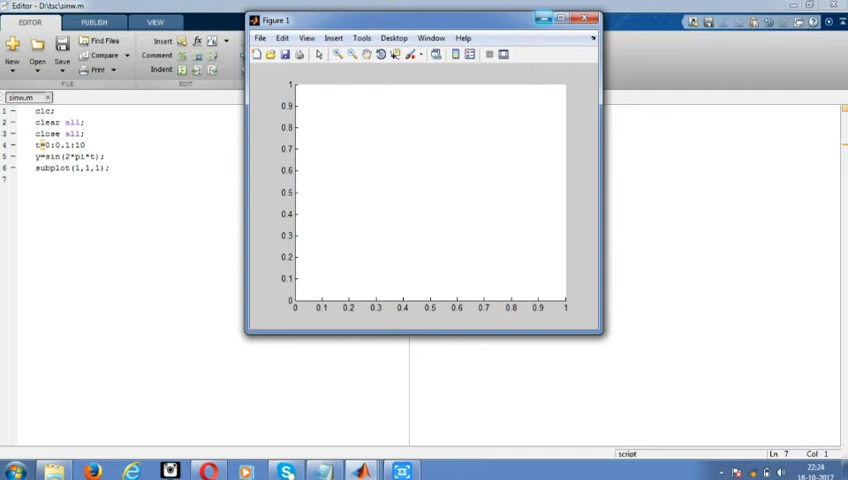 Editor - D:\tsc\sinw.m
EDITOR PUBLISH VIEW
New Open Save
Find Files
Compare
Print
Insert fx
Comment %
Indent
FILE EDIT
sinw.m ×
1 – clc;
2 – clear all;
3 – close all;
4 – t=0:0.1:10
5 – y=sin(2*pi*t);
6 – subplot(1,1,1);
7
Figure 1
File Edit View Insert Tools Desktop Window Help
1
0.9
0.8
0.7
0.6
0.5
0.4
0.3
0.2
0.1
0
0 0.1 0.2 0.3 0.4 0.5 0.6 0.7 0.8 0.9 1
script Ln 7 Col 1
22:24
18-10-2017